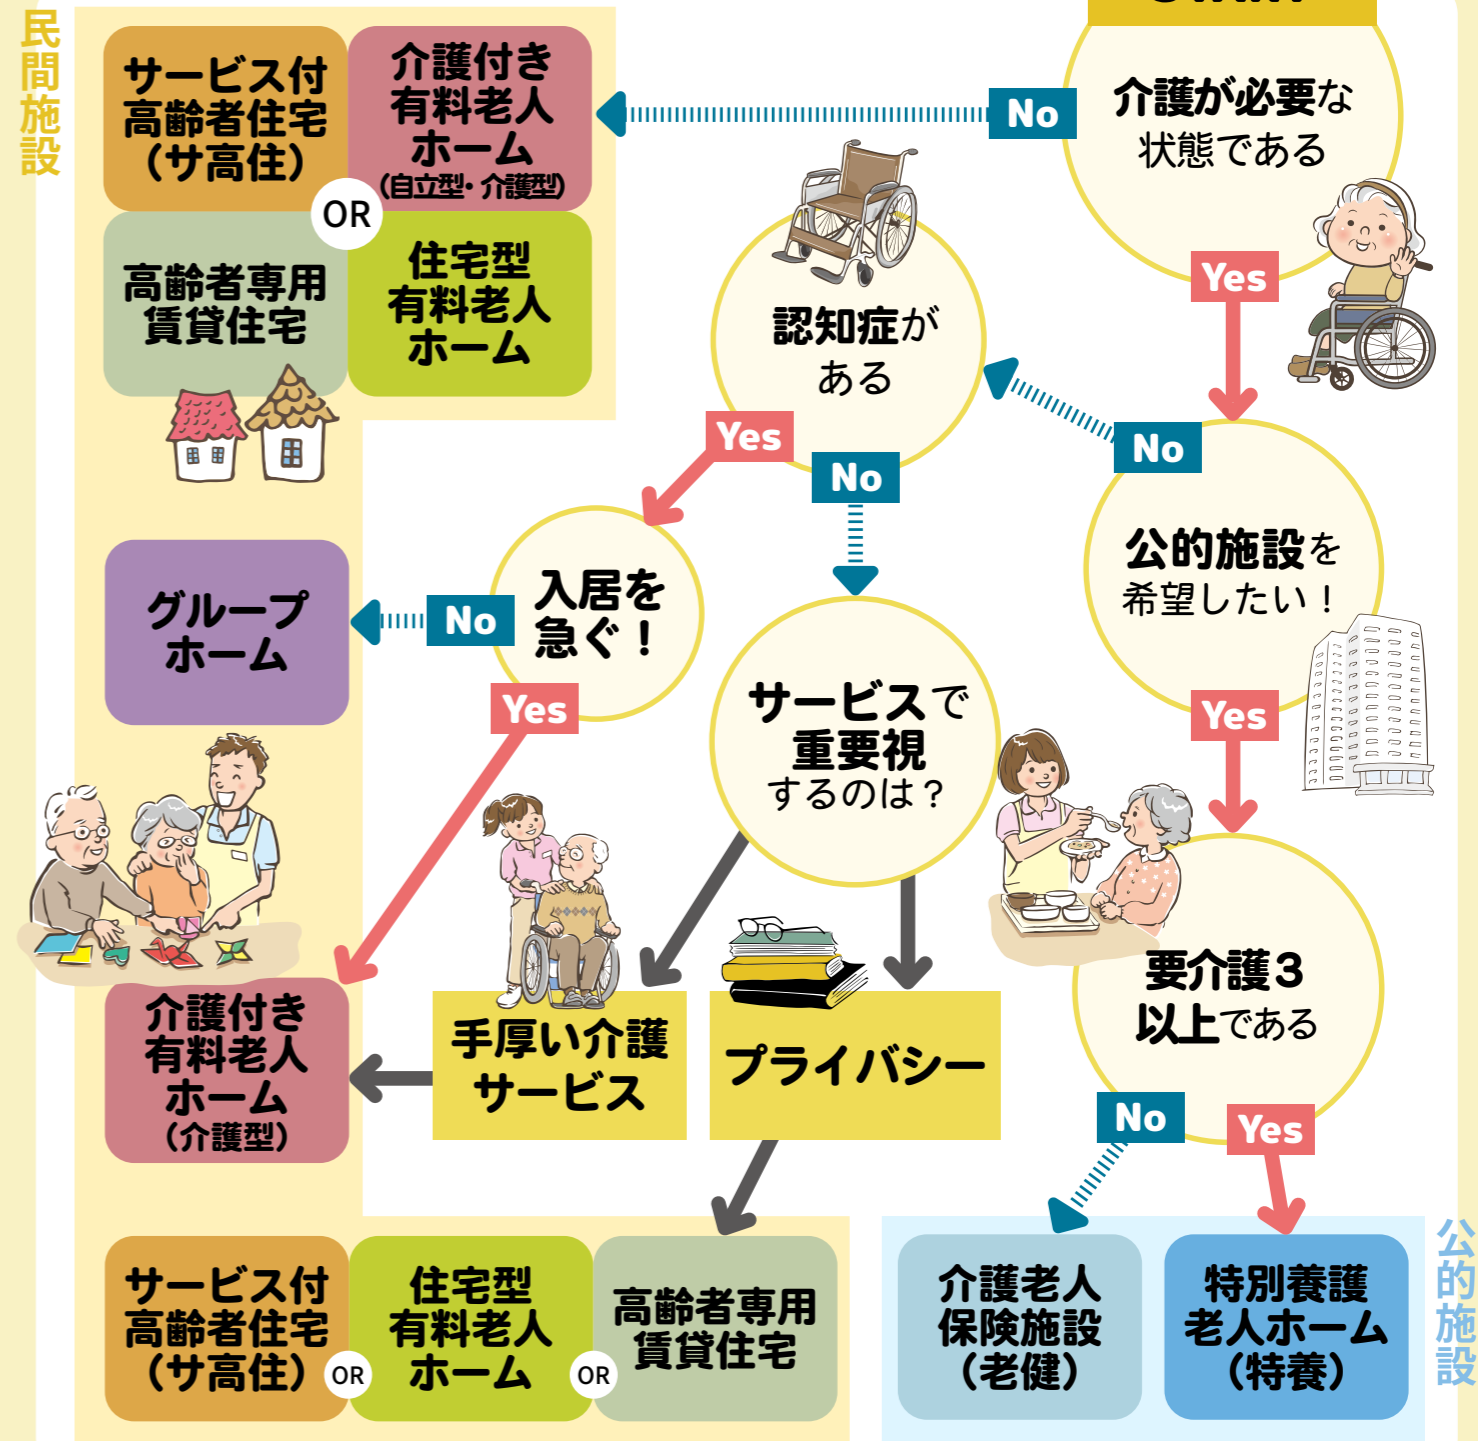 民間施設
サービス付
高齢者住宅
（サ高住）
介護付き
有料老人
ホーム
（自立型・介護型）
OR
高齢者専用
賃貸住宅
住宅型
有料老人
ホーム
No
介護が必要な
状態である
Yes
認知症が
ある
Yes
No
No
公的施設を
希望したい！
Yes
入居を
急ぐ！
No
Yes
グループ
ホーム
サービスで
重要視
するのは？
要介護３
以上である
No
Yes
手厚い介護
サービス
プライバシー
介護付き
有料老人
ホーム
（介護型）
サービス付
高齢者住宅
（サ高住）
OR
住宅型
有料老人
ホーム
OR
高齢者専用
賃貸住宅
介護老人
保険施設
（老健）
特別養護
老人ホーム
（特養）
公的施設